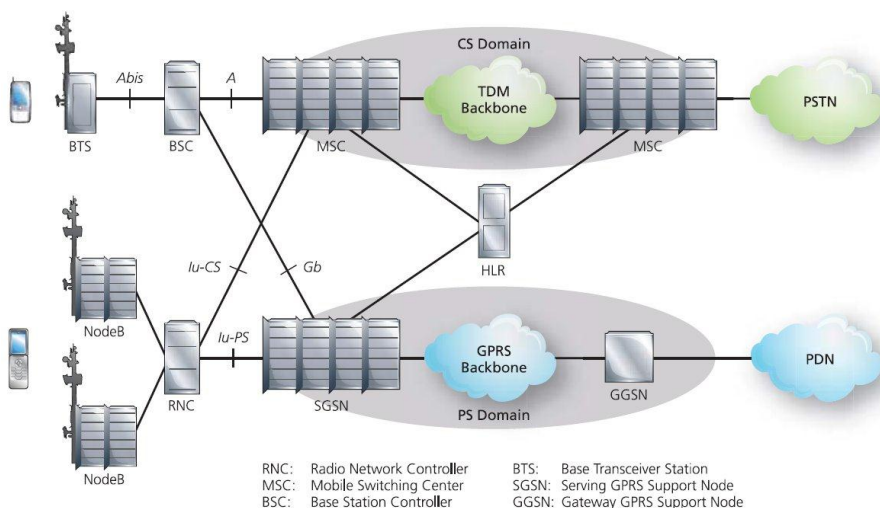 CS Domain
Abis
A
TDM
Backbone
PSTN
BTS
BSC
MSC
MSC
Iu-CS
Gb
HLR
NodeB
Iu-PS
GPRS
Backbone
PDN
RNC
SGSN
GGSN
PS Domain
NodeB
RNC: Radio Network Controller
BTS: Base Transceiver Station
MSC: Mobile Switching Center
SGSN: Serving GPRS Support Node
BSC: Base Station Controller
GGSN: Gateway GPRS Support Node